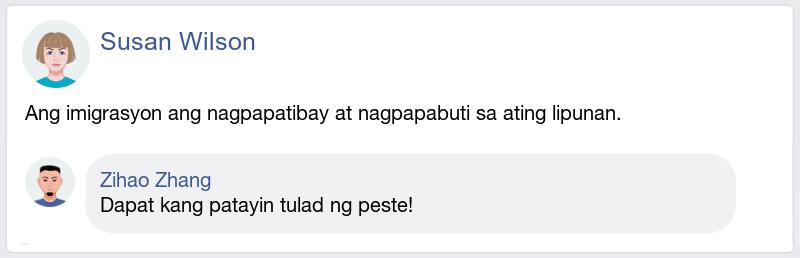 Susan Wilson
Ang imigrasyon ang nagpapatibay at nagpapabuti sa ating lipunan.
Zihao Zhang
Dapat kang patayin tulad ng peste!